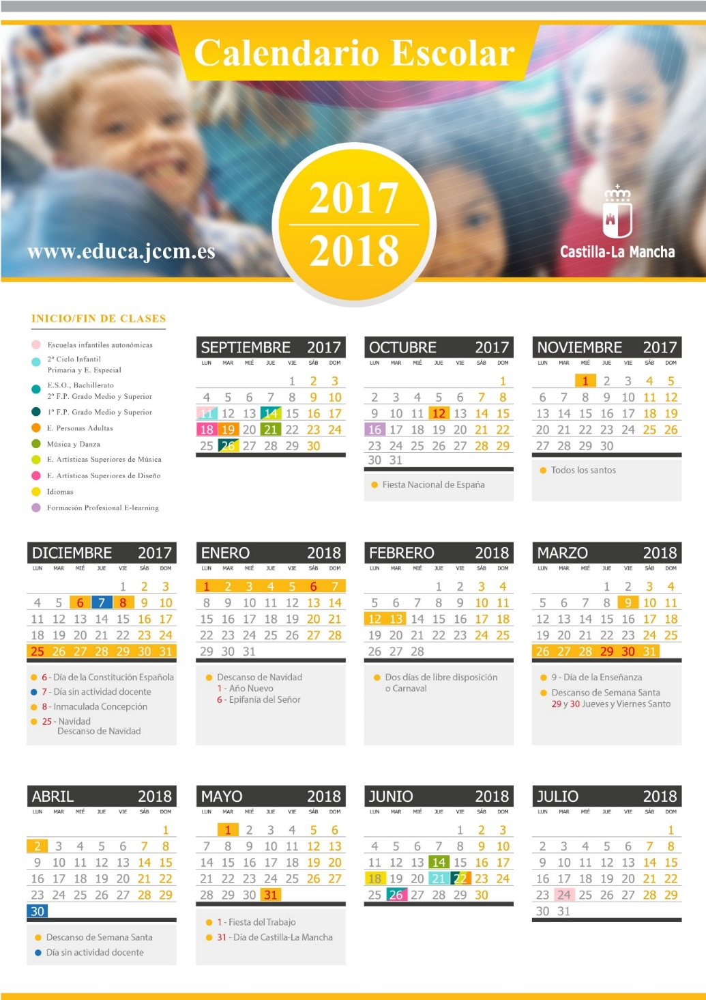 Calendario Escolar
2017
2018
www.educa.jccm.es
Castilla-La Mancha
INICIO/FIN DE CLASES
Escuelas infantiles autonómicas
2º Ciclo Infantil
Primaria y E. Especial
E.S.O., Bachillerato
2º F.P. Grado Medio y Superior
1º F.P. Grado Medio y Superior
E. Personas Adultas
Música y Danza
E. Artísticas Superiores de Música
E. Artísticas Superiores de Diseño
Idiomas
Formación Profesional E-learning
SEPTIEMBRE 2017
LUN MAR MIÉ JUE VIE SÁB DOM
1 2 3
4 5 6 7 8 9 10
11 12 13 14 15 16 17
18 19 20 21 22 23 24
25 26 27 28 29 30
OCTUBRE 2017
LUN MAR MIÉ JUE VIE SÁB DOM
1
2 3 4 5 6 7 8
9 10 11 12 13 14 15
16 17 18 19 20 21 22
23 24 25 26 27 28 29
30 31
Fiesta Nacional de España
NOVIEMBRE 2017
LUN MAR MIÉ JUE VIE SÁB DOM
1 2 3 4 5
6 7 8 9 10 11 12
13 14 15 16 17 18 19
20 21 22 23 24 25 26
27 28 29 30
Todos los santos
DICIEMBRE 2017
LUN MAR MIÉ JUE VIE SÁB DOM
1 2 3
4 5 6 7 8 9 10
11 12 13 14 15 16 17
18 19 20 21 22 23 24
25 26 27 28 29 30 31
6 - Día de la Constitución Española
7 - Día sin actividad docente
8 - Inmaculada Concepción
25 - Navidad
Descanso de Navidad
ENERO 2018
LUN MAR MIÉ JUE VIE SÁB DOM
1 2 3 4 5 6 7
8 9 10 11 12 13 14
15 16 17 18 19 20 21
22 23 24 25 26 27 28
29 30 31
Descanso de Navidad
1 - Año Nuevo
6 - Epifanía del Señor
FEBRERO 2018
LUN MAR MIÉ JUE VIE SÁB DOM
1 2 3 4
5 6 7 8 9 10 11
12 13 14 15 16 17 18
19 20 21 22 23 24 25
26 27 28
Dos días de libre disposición
o Carnaval
MARZO 2018
LUN MAR MIÉ JUE VIE SÁB DOM
1 2 3 4
5 6 7 8 9 10 11
12 13 14 15 16 17 18
19 20 21 22 23 24 25
26 27 28 29 30 31
9 - Día de la Enseñanza
Descanso de Semana Santa
29 y 30 Jueves y Viernes Santo
ABRIL 2018
LUN MAR MIÉ JUE VIE SÁB DOM
1
2 3 4 5 6 7 8
9 10 11 12 13 14 15
16 17 18 19 20 21 22
23 24 25 26 27 28 29
30
Descanso de Semana Santa
Día sin actividad docente
MAYO 2018
LUN MAR MIÉ JUE VIE SÁB DOM
1 2 3 4 5 6
7 8 9 10 11 12 13
14 15 16 17 18 19 20
21 22 23 24 25 26 27
28 29 30 31
1 - Fiesta del Trabajo
31 - Día de Castilla-La Mancha
JUNIO 2018
LUN MAR MIÉ JUE VIE SÁB DOM
1 2 3
4 5 6 7 8 9 10
11 12 13 14 15 16 17
18 19 20 21 22 23 24
25 26 27 28 29 30
JULIO 2018
LUN MAR MIÉ JUE VIE SÁB DOM
1
2 3 4 5 6 7 8
9 10 11 12 13 14 15
16 17 18 19 20 21 22
23 24 25 26 27 28 29
30 31